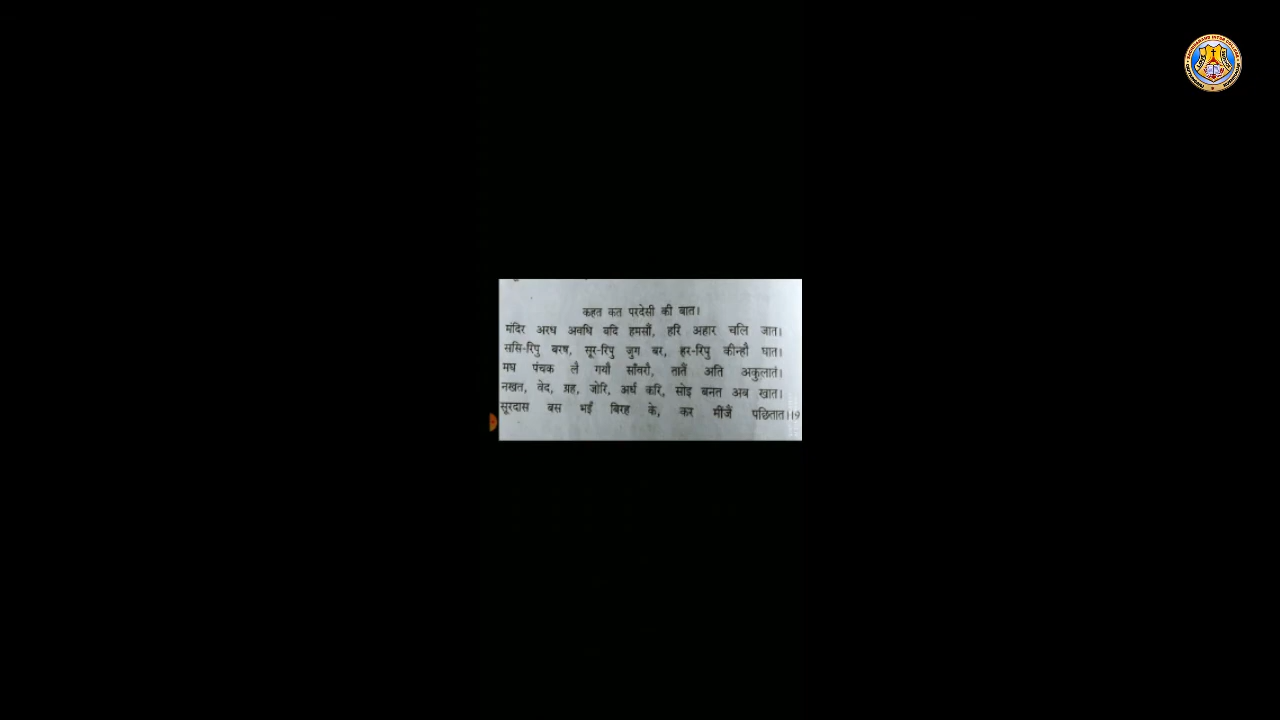 कहत कत परदेसी की बात।
मंदिर अरध अवधि बदि हमसौं, हरि अहार चलि जात।
ससि-रिपु बरष, सूर-रिपु जुग बर, हर-रिपु कीन्हौ घात।
मघ पंचक लै गयौ साँवरौ, तातैं अति अकुलात।
नखत, वेद, ग्रह, जोरि, अर्ध करि, सोइ बनत अब खात।
सूरदास बस भईं बिरह के, कर मींजैं पछितात।।9